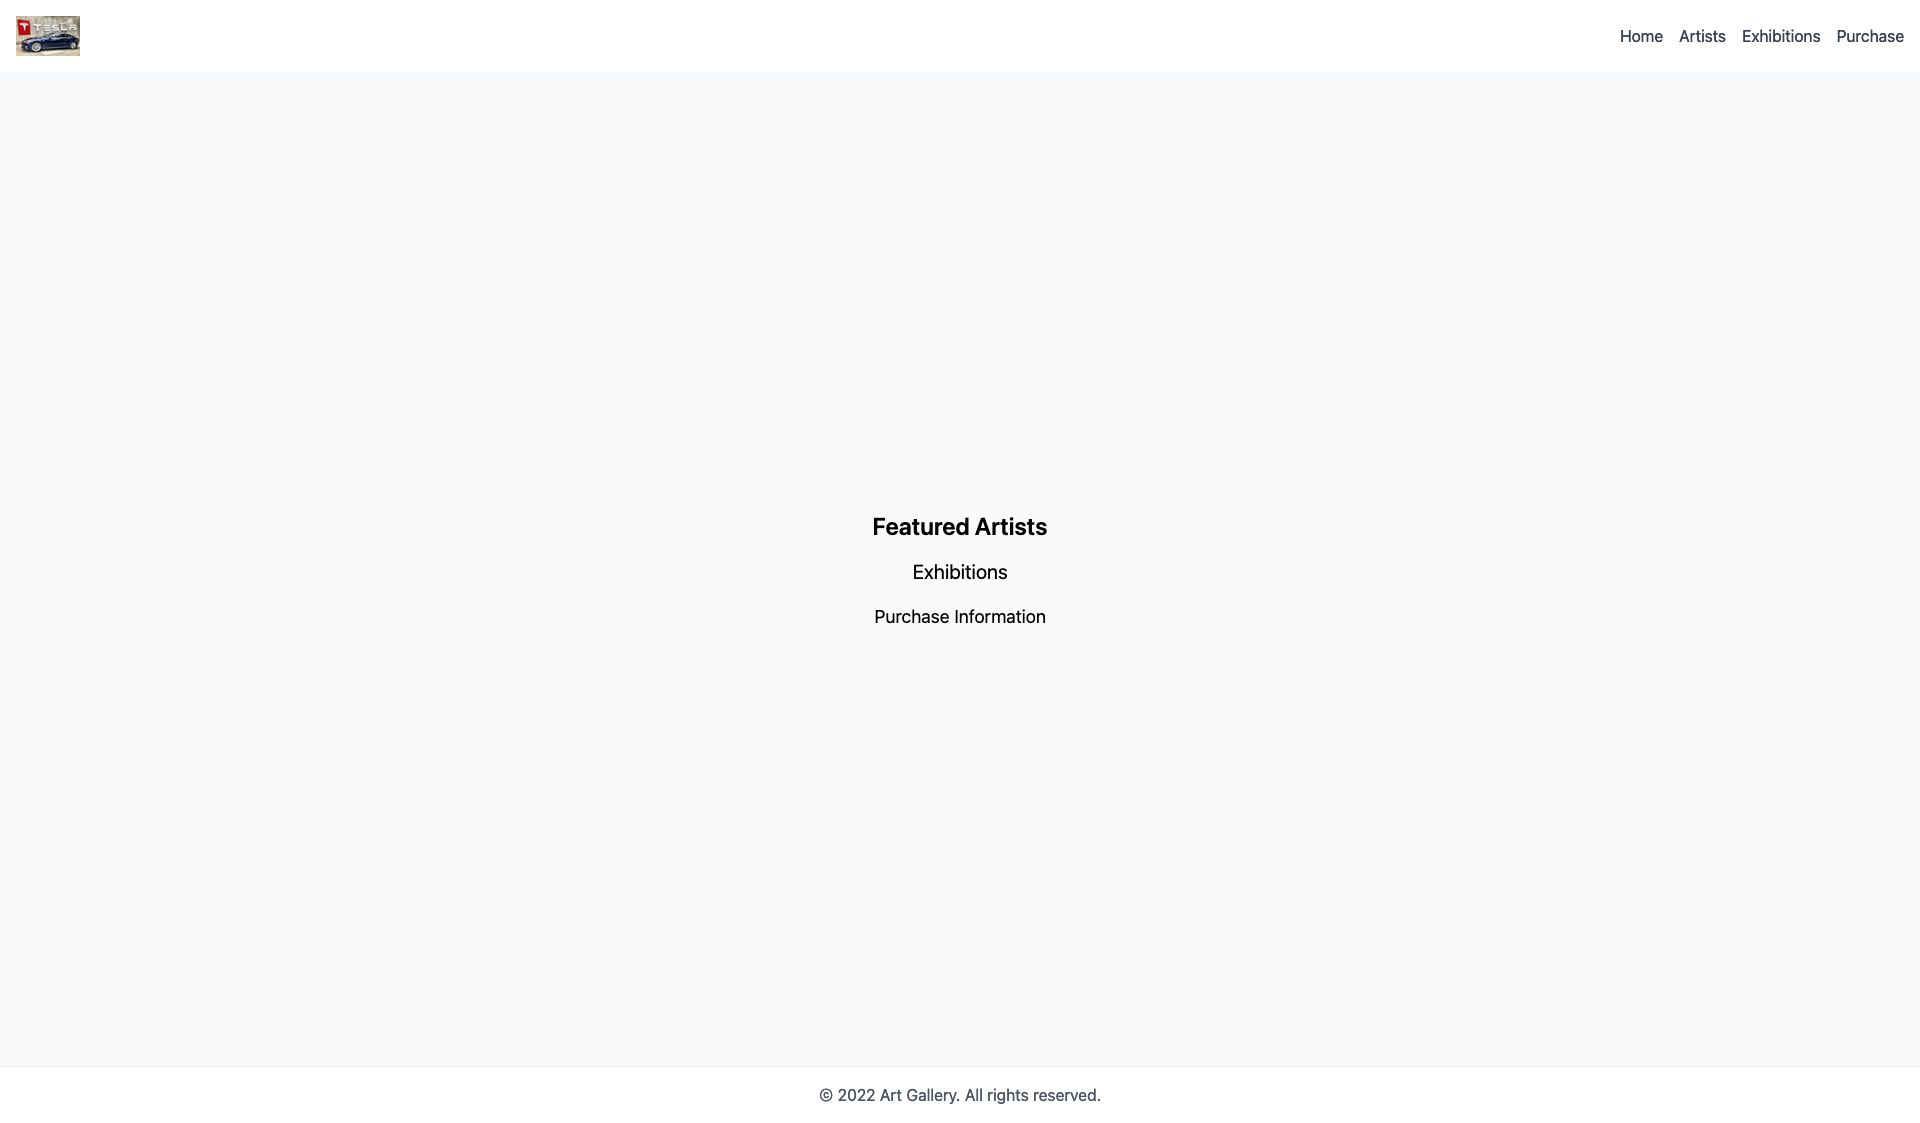 TESLA
Home Artists Exhibitions Purchase
Featured Artists
Exhibitions
Purchase Information
© 2022 Art Gallery. All rights reserved.